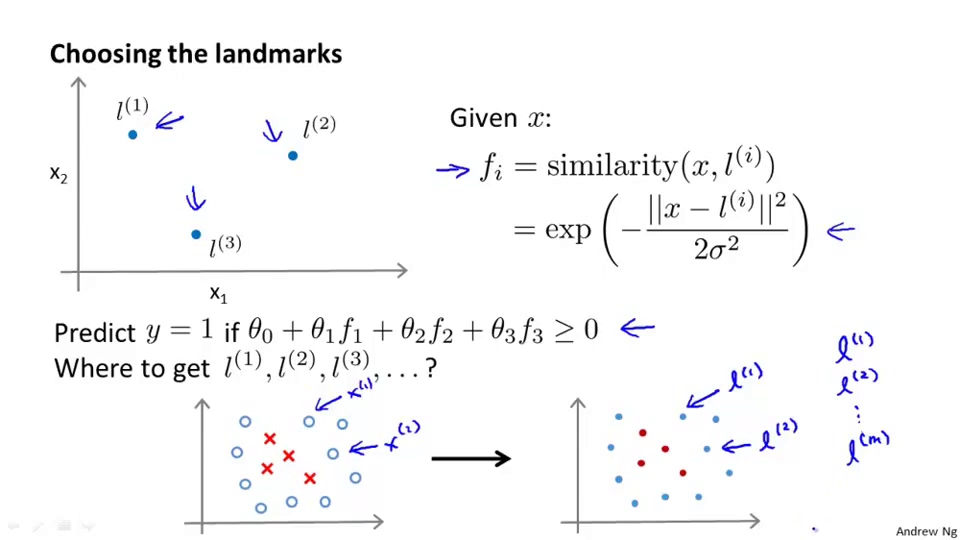 Choosing the landmarks
l^(1)
l^(2)
l^(3)
x₂
x₁
Given x:
f_i = similarity(x, l^(i))
= exp(−||x − l^(i)||² / 2σ²)
Predict y = 1 if θ₀ + θ₁f₁ + θ₂f₂ + θ₃f₃ ≥ 0
Where to get l^(1), l^(2), l^(3), . . . ?
x^(1)
x^(2)
l^(1)
l^(2)
l^(1)
l^(2)
⋮
l^(m)
Andrew Ng